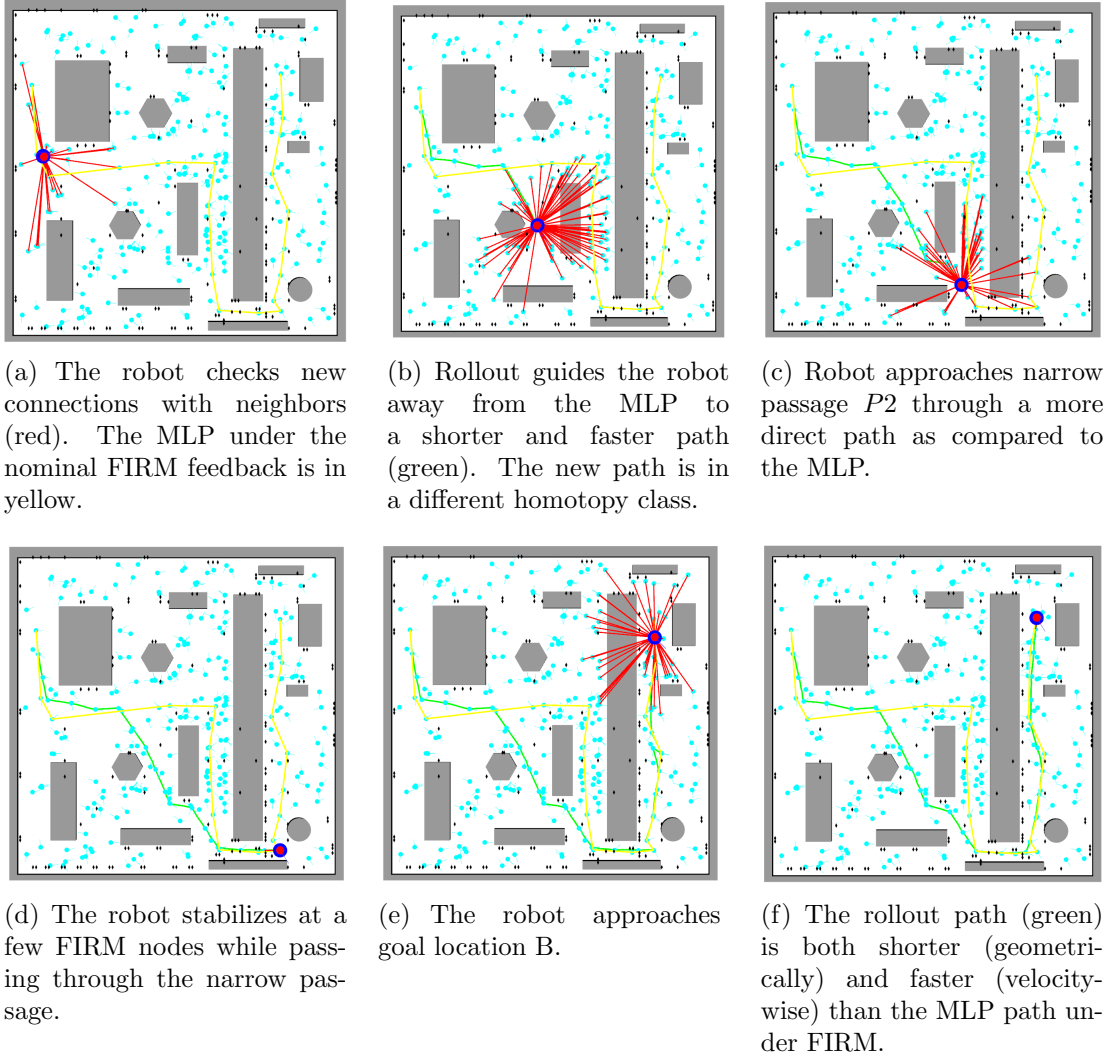 (a) The robot checks new
connections with neighbors
(red). The MLP under the
nominal FIRM feedback is in
yellow.
(b) Rollout guides the robot
away from the MLP to
a shorter and faster path
(green). The new path is in
a different homotopy class.
(c) Robot approaches narrow
passage P2 through a more
direct path as compared to
the MLP.
(d) The robot stabilizes at a
few FIRM nodes while pass-
ing through the narrow pas-
sage.
(e) The robot approaches
goal location B.
(f) The rollout path (green)
is both shorter (geometri-
cally) and faster (velocity-
wise) than the MLP path un-
der FIRM.